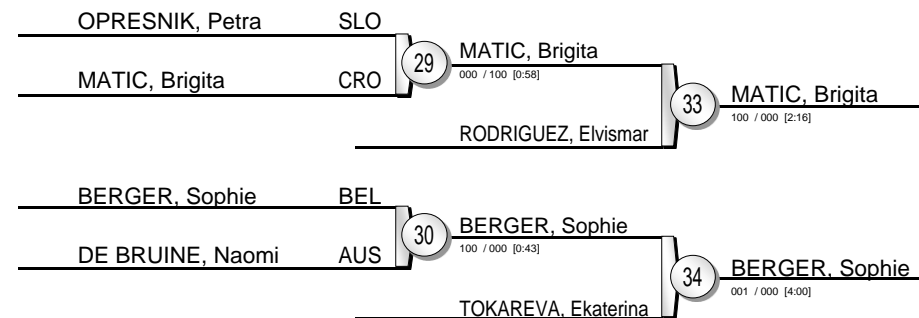 OPRESNIK, Petra SLO
29 MATIC, Brigita
000 / 100 [0:58]
MATIC, Brigita CRO
33 MATIC, Brigita
100 / 000 [2:16]
RODRIGUEZ, Elvismar
BERGER, Sophie BEL
30 BERGER, Sophie
100 / 000 [0:43]
DE BRUINE, Naomi AUS
34 BERGER, Sophie
001 / 000 [4:00]
TOKAREVA, Ekaterina